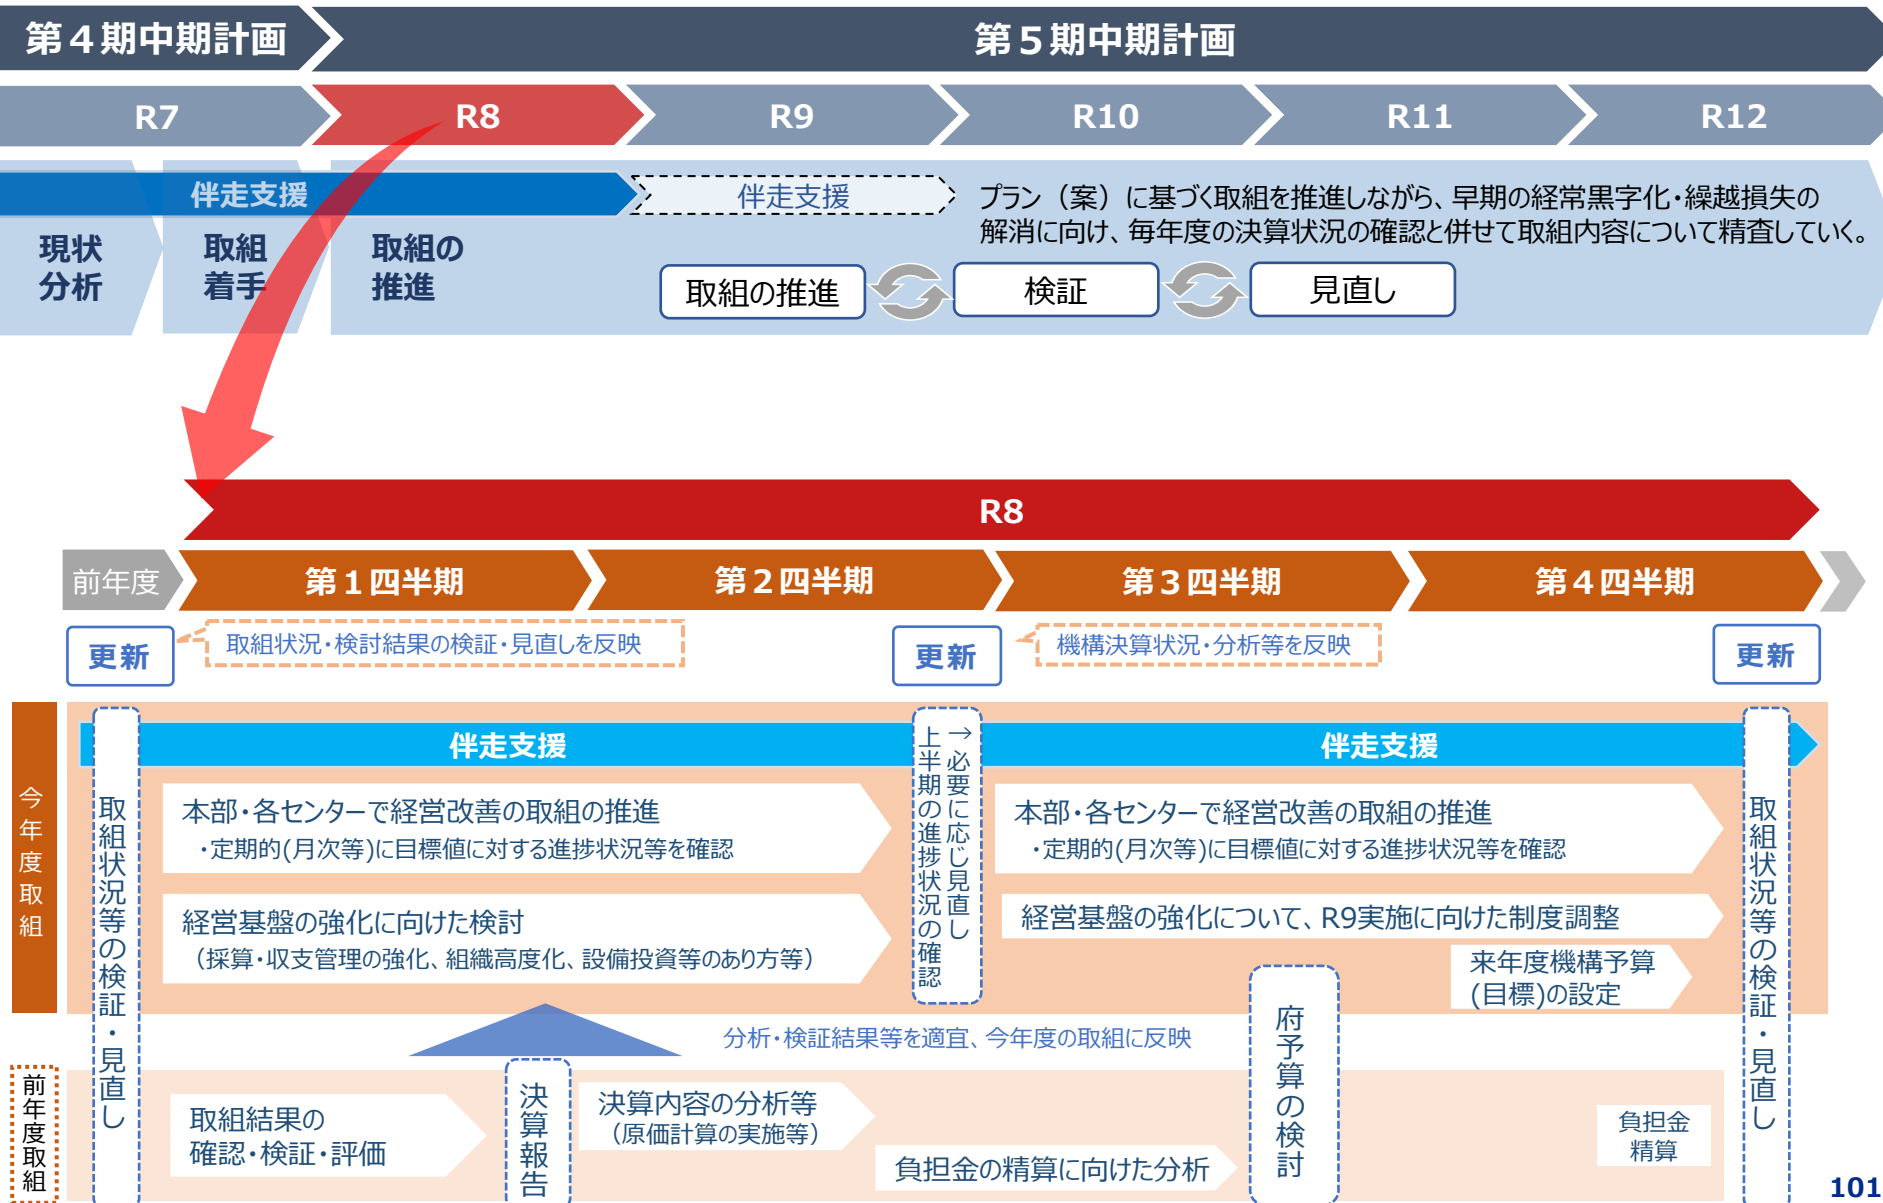 第４期中期計画
第５期中期計画
R7
R8
R9
R10
R11
R12
伴走支援
伴走支援
プラン（案）に基づく取組を推進しながら、早期の経常黒字化・繰越損失の
解消に向け、毎年度の決算状況の確認と併せて取組内容について精査していく。
現状
分析
取組
着手
取組の
推進
取組の推進
検証
見直し
R8
前年度
第１四半期
第２四半期
第３四半期
第４四半期
更新
取組状況・検討結果の検証・見直しを反映
更新
機構決算状況・分析等を反映
更新
今年度取組
取組状況等の検証・見直し
伴走支援
本部・各センターで経営改善の取組の推進
・定期的(月次等)に目標値に対する進捗状況等を確認
経営基盤の強化に向けた検討
（採算・収支管理の強化、組織高度化、設備投資等のあり方等）
上半期の進捗状況の確認
→必要に応じ見直し
伴走支援
本部・各センターで経営改善の取組の推進
・定期的(月次等)に目標値に対する進捗状況等を確認
経営基盤の強化について、R9実施に向けた制度調整
来年度機構予算
(目標)の設定
取組状況等の検証・見直し
分析・検証結果等を適宜、今年度の取組に反映
前年度取組
取組結果の
確認・検証・評価
決算報告
決算内容の分析等
（原価計算の実施等）
負担金の精算に向けた分析
府予算の検討
負担金
精算
101